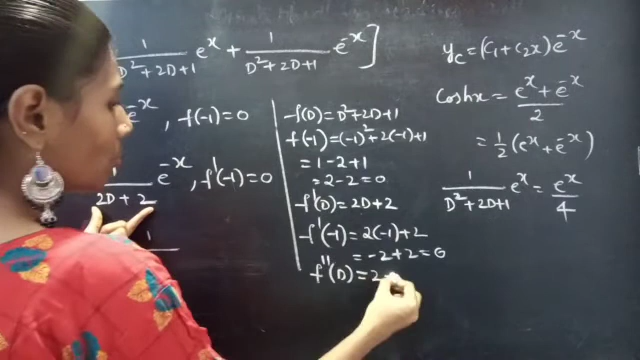 1/(D²+2D+1) eˣ + 1/(D²+2D+1) e⁻ˣ]
e⁻ˣ, f(-1)=0
1/(2D+2) e⁻ˣ, f'(-1)=0
f(D)=D²+2D+1
f(-1)=(-1)²+2(-1)+1
=1-2+1
=2-2=0
f'(D)=2D+2
f'(-1)=2(-1)+2
=-2+2=0
f''(D)=2
y_c=(c₁+c₂x)e⁻ˣ
coshx=(eˣ+e⁻ˣ)/2
=½(eˣ+e⁻ˣ)
1/(D²+2D+1) eˣ=eˣ/4